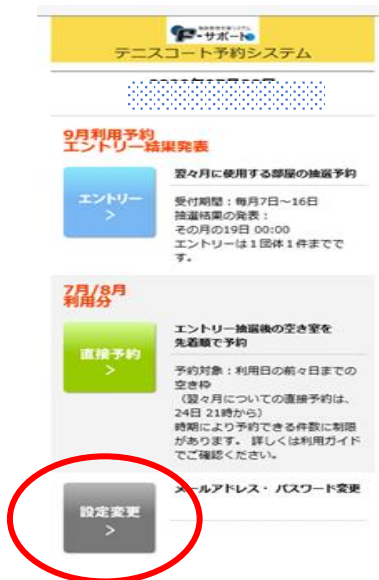 F-サポート
テニスコート予約システム
9月利用予約
エントリー結果発表
エントリー
>
翌々月に使用する部屋の抽選予約
受付期間：毎月7日～16日
抽選結果の発表：
その月の19日 00:00
エントリーは１団体１件までで
す。
7月/8月
利用分
直接予約
>
エントリー抽選後の空き室を
先着順で予約
予約対象：利用日の前々日までの
空き枠
（翌々月についての直接予約は、
24日 21時から）
時期により予約できる件数に制限
があります。 詳しくは利用ガイド
でご確認ください。
設定変更
>
メールアドレス・ パスワード変更